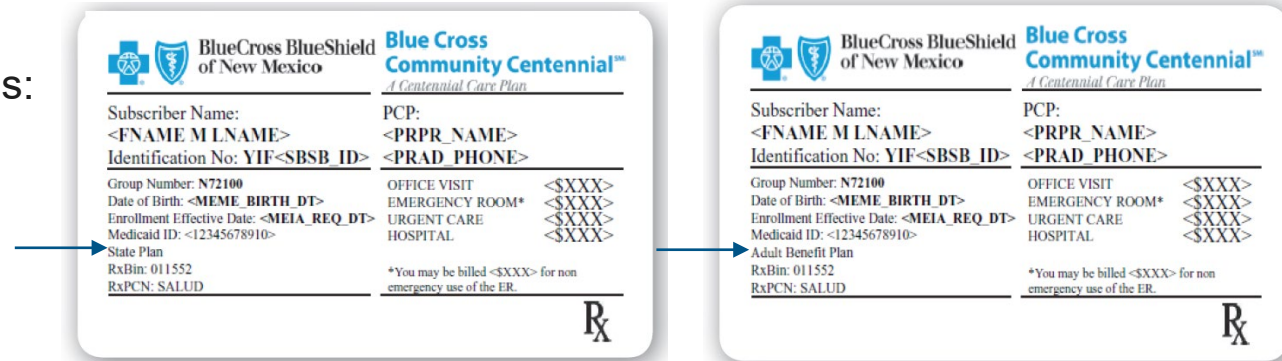 s:
BlueCross BlueShield
of New Mexico
Blue Cross
Community Centennial℠
A Centennial Care Plan
Subscriber Name:
<FNAME M LNAME>
Identification No: YIF<SBSB_ID>
PCP:
<PRPR_NAME>
<PRAD_PHONE>
Group Number: N72100
Date of Birth: <MEME_BIRTH_DT>
Enrollment Effective Date: <MEIA_REQ_DT>
Medicaid ID: <12345678910>
State Plan
RxBin: 011552
RxPCN: SALUD
OFFICE VISIT <$XXX>
EMERGENCY ROOM* <$XXX>
URGENT CARE <$XXX>
HOSPITAL <$XXX>
*You may be billed <$XXX> for non
emergency use of the ER.
Rx
BlueCross BlueShield
of New Mexico
Blue Cross
Community Centennial℠
A Centennial Care Plan
Subscriber Name:
<FNAME M LNAME>
Identification No: YIF<SBSB_ID>
PCP:
<PRPR_NAME>
<PRAD_PHONE>
Group Number: N72100
Date of Birth: <MEME_BIRTH_DT>
Enrollment Effective Date: <MEIA_REQ_DT>
Medicaid ID: <12345678910>
Adult Benefit Plan
RxBin: 011552
RxPCN: SALUD
OFFICE VISIT <$XXX>
EMERGENCY ROOM* <$XXX>
URGENT CARE <$XXX>
HOSPITAL <$XXX>
*You may be billed <$XXX> for non
emergency use of the ER.
Rx